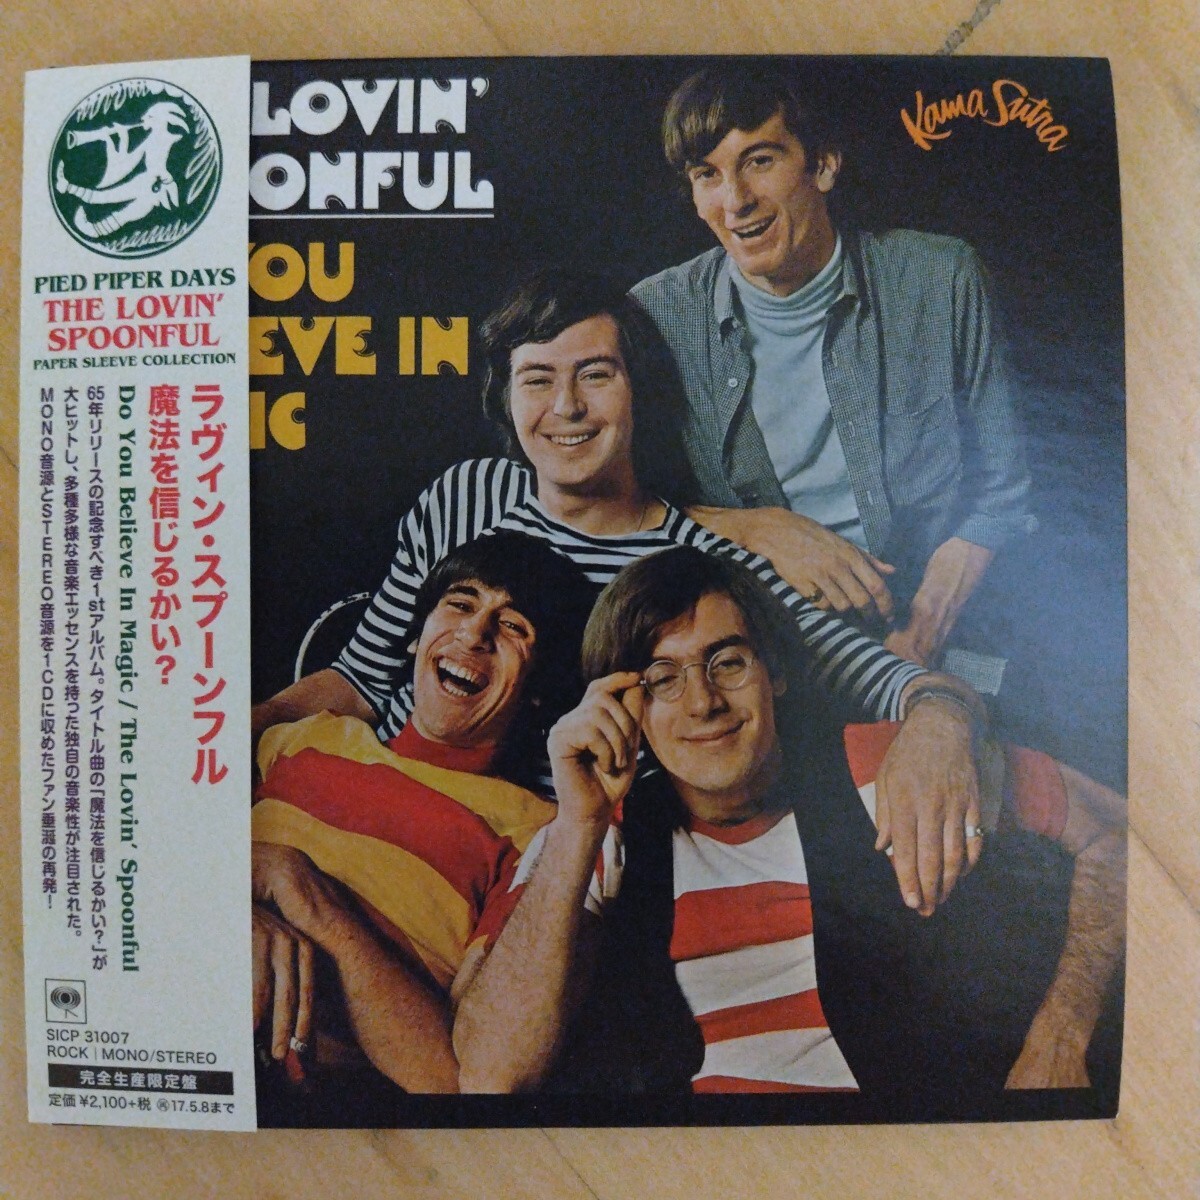 LOVIN'
OONFUL
YOU
EVE IN
IC
Kama Sutra
PIED PIPER DAYS
THE LOVIN'
SPOONFUL
PAPER SLEEVE COLLECTION
ラヴィン・スプーンフル
魔法を信じるかい?
Do You Believe In Magic / The Lovin' Spoonful
65年リリースの記念すべき1stアルバム。タイトル曲の「魔法を信じるかい?」が
大ヒットし、多種多様な音楽エッセンスを持った独自の音楽性が注目された。
MONO音源とSTEREO音源を1CDに収めたファン垂涎の再発!
SICP 31007
ROCK | MONO/STEREO
完全生産限定盤
定価 ¥2,100+税 ㊢17.5.8まで